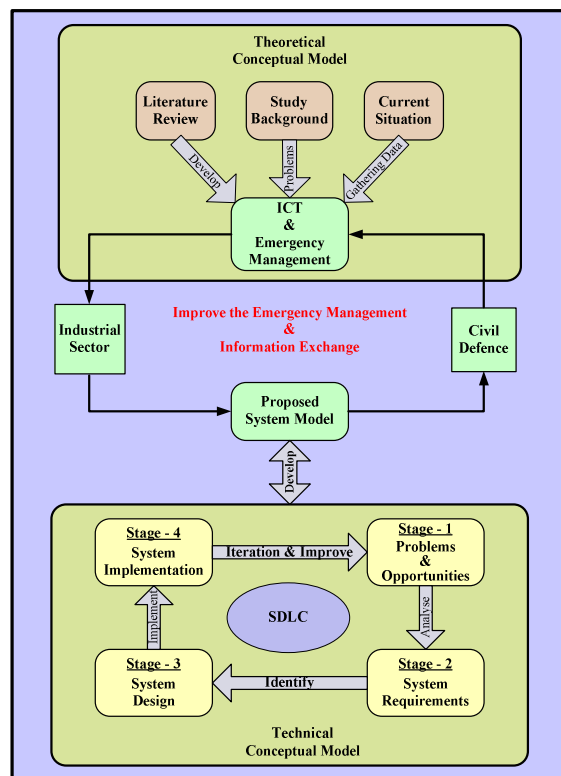 Theoretical
Conceptual Model
Literature
Review
Study
Background
Current
Situation
Develop
Problems
Gathering Data
ICT
&
Emergency
Management
Industrial
Sector
Improve the Emergency Management
&
Information Exchange
Civil
Defence
Proposed
System Model
Develop
Stage - 4
System
Implementation
Iteration & Improve
Stage - 1
Problems
&
Opportunities
Implement
SDLC
Analyse
Stage - 3
System
Design
Identify
Stage - 2
System
Requirements
Technical
Conceptual Model